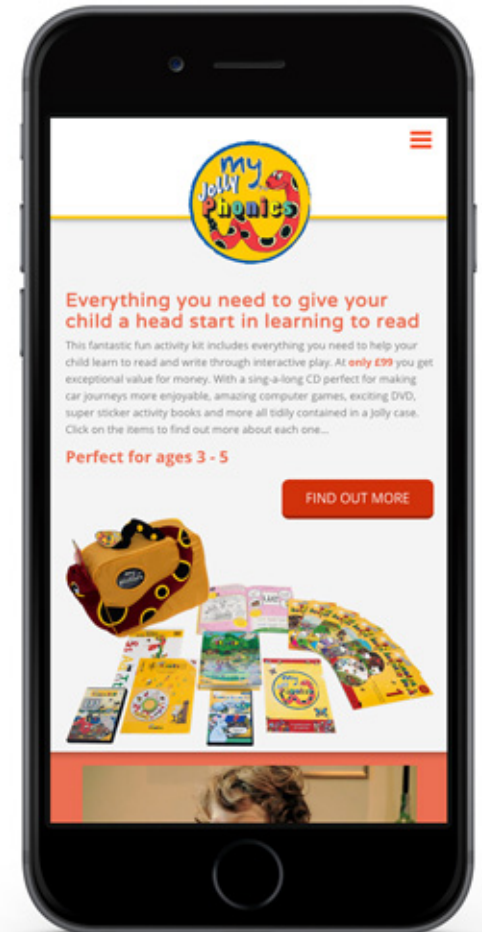 my
Jolly
Phonics
Everything you need to give your
child a head start in learning to read
This fantastic fun activity kit includes everything you need to help your
child learn to read and write through interactive play. At only £99 you get
exceptional value for money. With a sing-a-long CD perfect for making
car journeys more enjoyable, amazing computer games, exciting DVD,
super sticker activity books and more all tidily contained in a Jolly case.
Click on the items to find out more about each one...
Perfect for ages 3 - 5
FIND OUT MORE
1